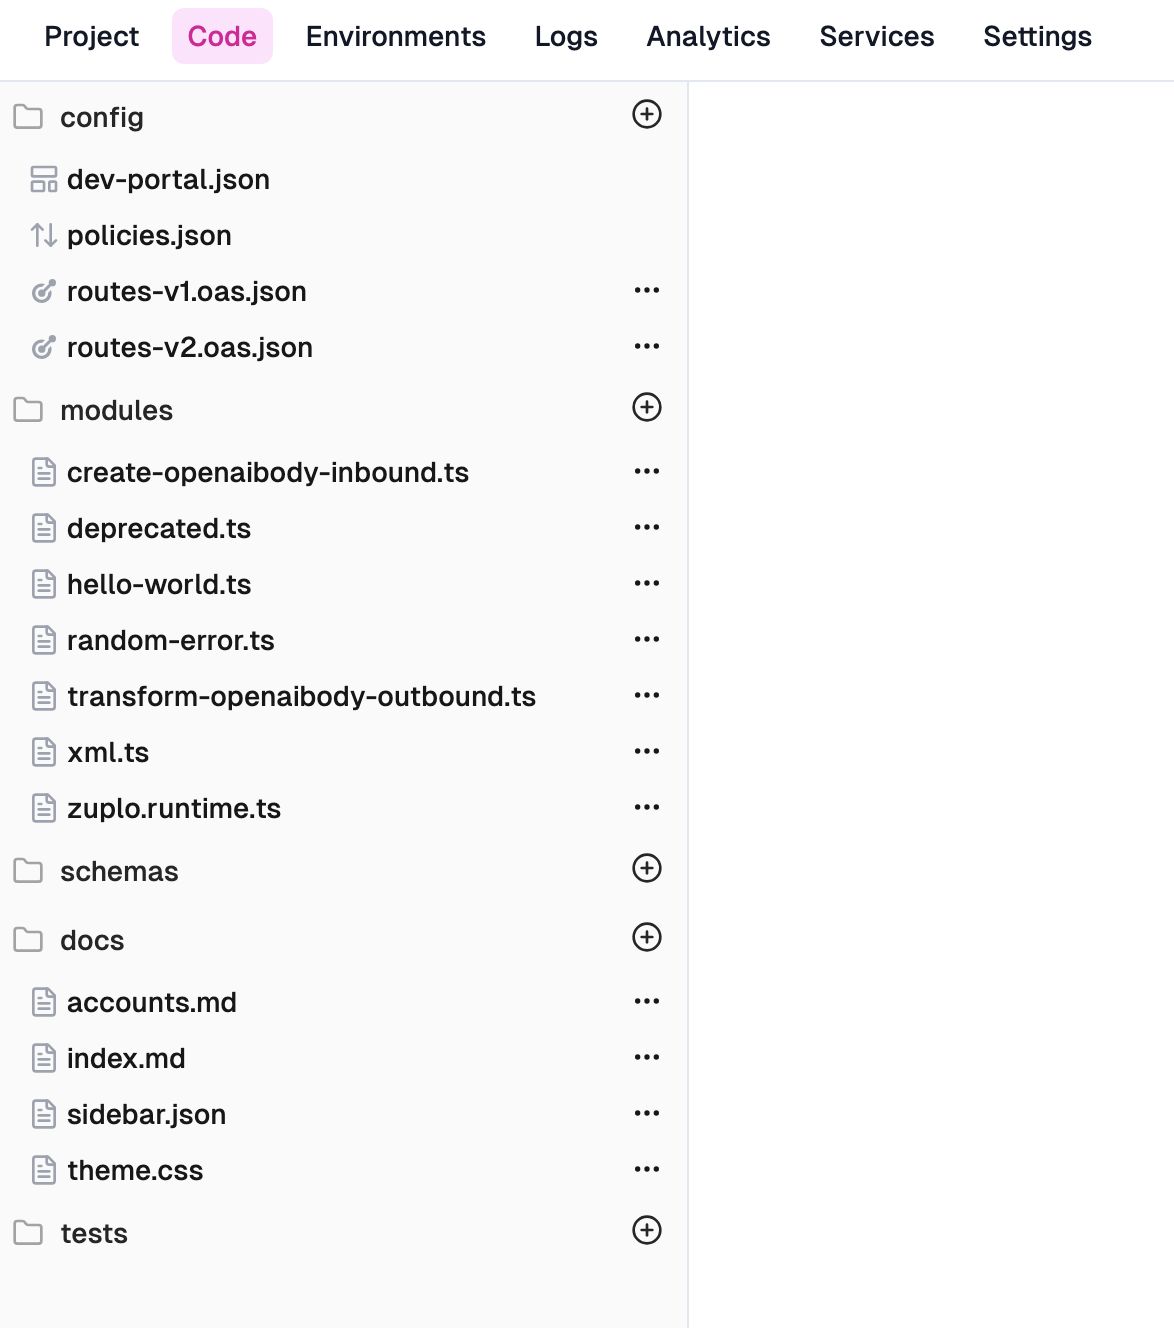 Project Code Environments Logs Analytics Services Settings
config
dev-portal.json
policies.json
routes-v1.oas.json
routes-v2.oas.json
modules
create-openaibody-inbound.ts
deprecated.ts
hello-world.ts
random-error.ts
transform-openaibody-outbound.ts
xml.ts
zuplo.runtime.ts
schemas
docs
accounts.md
index.md
sidebar.json
theme.css
tests